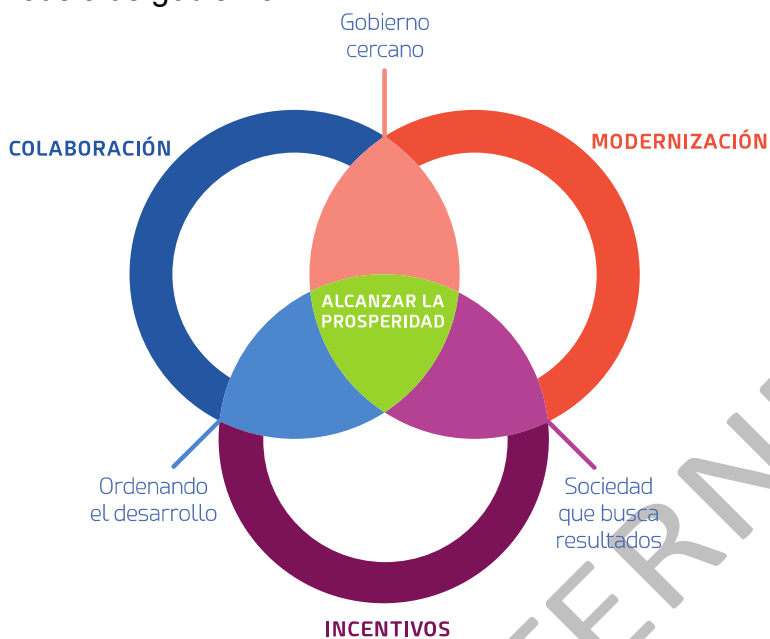 Gobierno
cercano
COLABORACIÓN
MODERNIZACIÓN
ALCANZAR LA
PROSPERIDAD
Ordenando
el desarrollo
Sociedad
que busca
resultados
INCENTIVOS